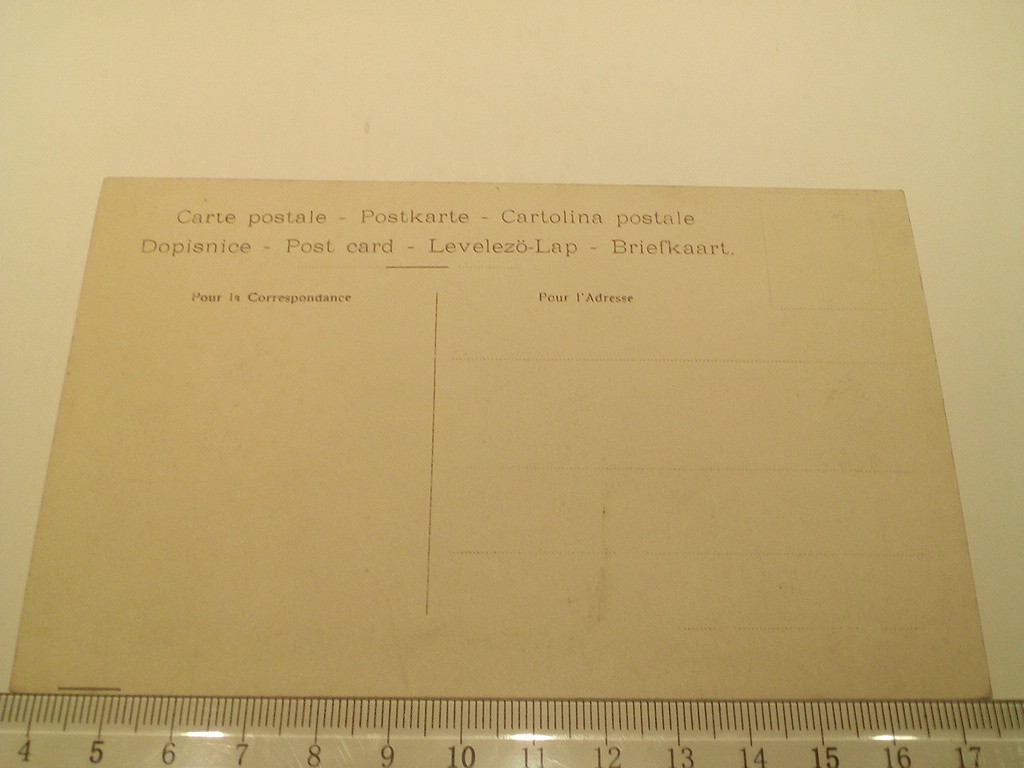 Carte postale - Postkarte - Cartolina postale
Dopisnice - Post card - Levelezö-Lap - Briefkaart.
Pour la Correspondance
Pour l'Adresse
4 5 6 7 8 9 10 11 12 13 14 15 16 17